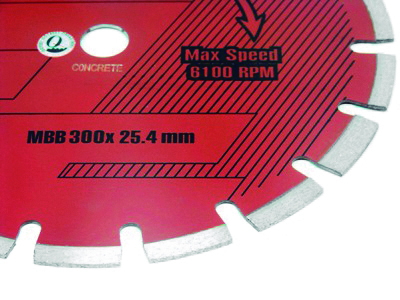 Q
CONCRETE
Max Speed
6100 RPM
MBB 300x 25.4 mm